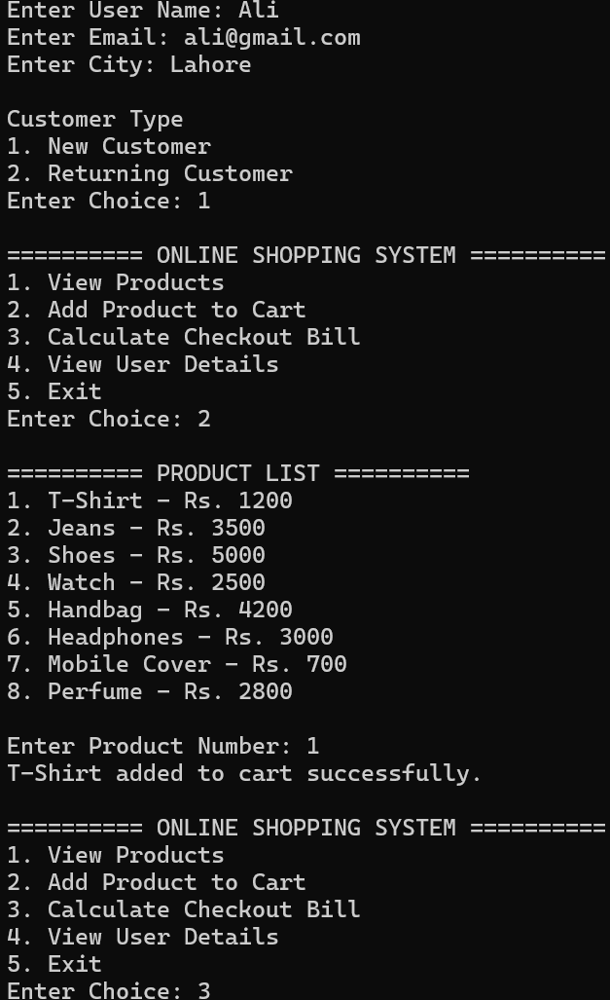 Enter User Name: Ali
Enter Email: ali@gmail.com
Enter City: Lahore
Customer Type
1. New Customer
2. Returning Customer
Enter Choice: 1
========== ONLINE SHOPPING SYSTEM ==========
1. View Products
2. Add Product to Cart
3. Calculate Checkout Bill
4. View User Details
5. Exit
Enter Choice: 2
========== PRODUCT LIST ==========
1. T-Shirt - Rs. 1200
2. Jeans - Rs. 3500
3. Shoes - Rs. 5000
4. Watch - Rs. 2500
5. Handbag - Rs. 4200
6. Headphones - Rs. 3000
7. Mobile Cover - Rs. 700
8. Perfume - Rs. 2800
Enter Product Number: 1
T-Shirt added to cart successfully.
========== ONLINE SHOPPING SYSTEM ==========
1. View Products
2. Add Product to Cart
3. Calculate Checkout Bill
4. View User Details
5. Exit
Enter Choice: 3